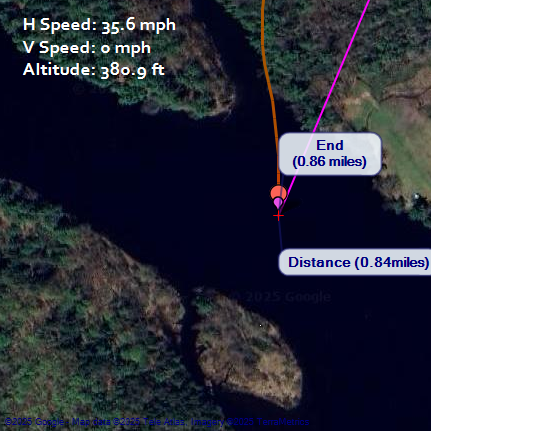 H Speed: 35.6 mph
V Speed: 0 mph
Altitude: 380.9 ft
End
(0.86 miles)
Distance (0.84miles)
© 2025 Google